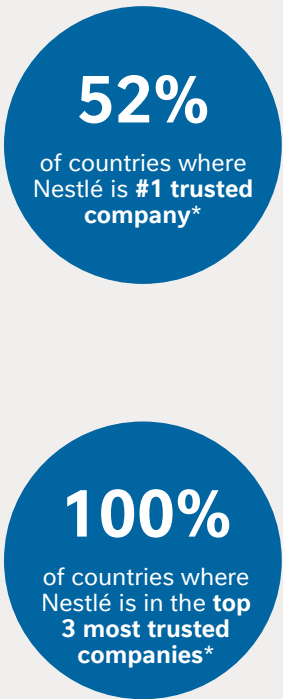 52%
of countries where
Nestlé is #1 trusted
company*
100%
of countries where
Nestlé is in the top
3 most trusted
companies*